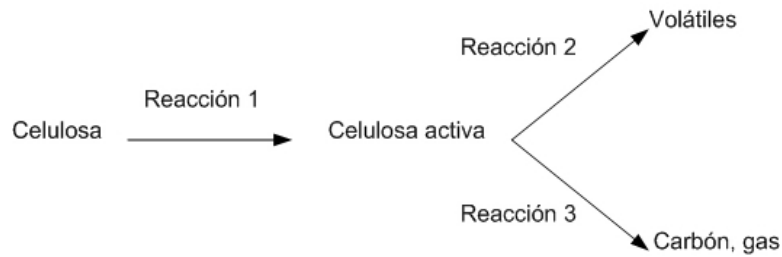 Volátiles
Reacción 2
Reacción 1
Celulosa
Celulosa activa
Reacción 3
Carbón, gas